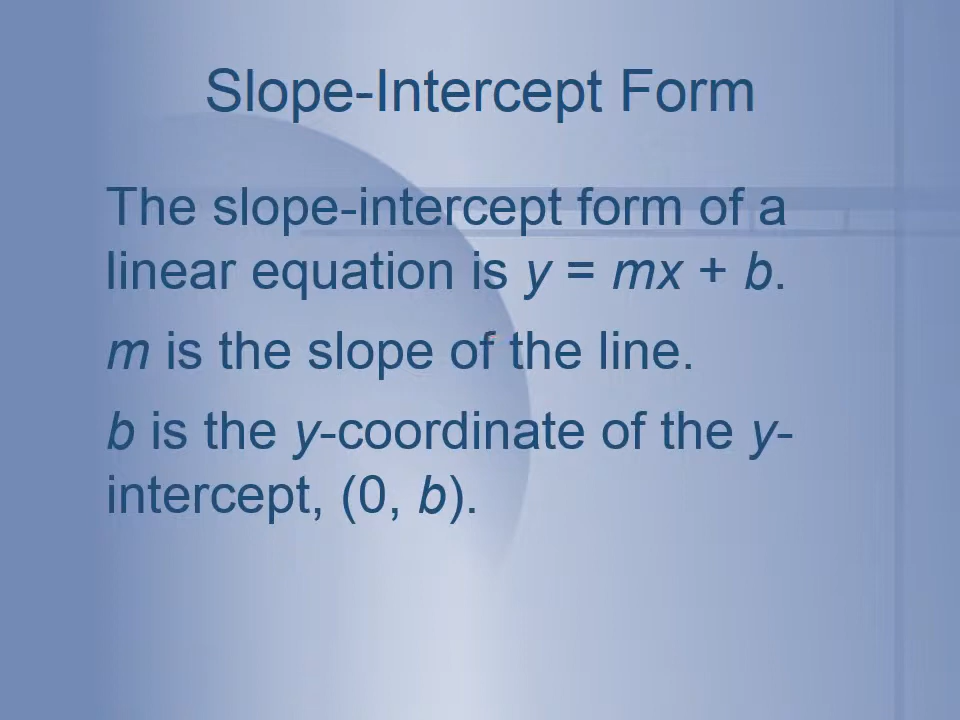 Slope-Intercept Form
The slope-intercept form of a
linear equation is y = mx + b.
m is the slope of the line.
b is the y-coordinate of the y-
intercept, (0, b).